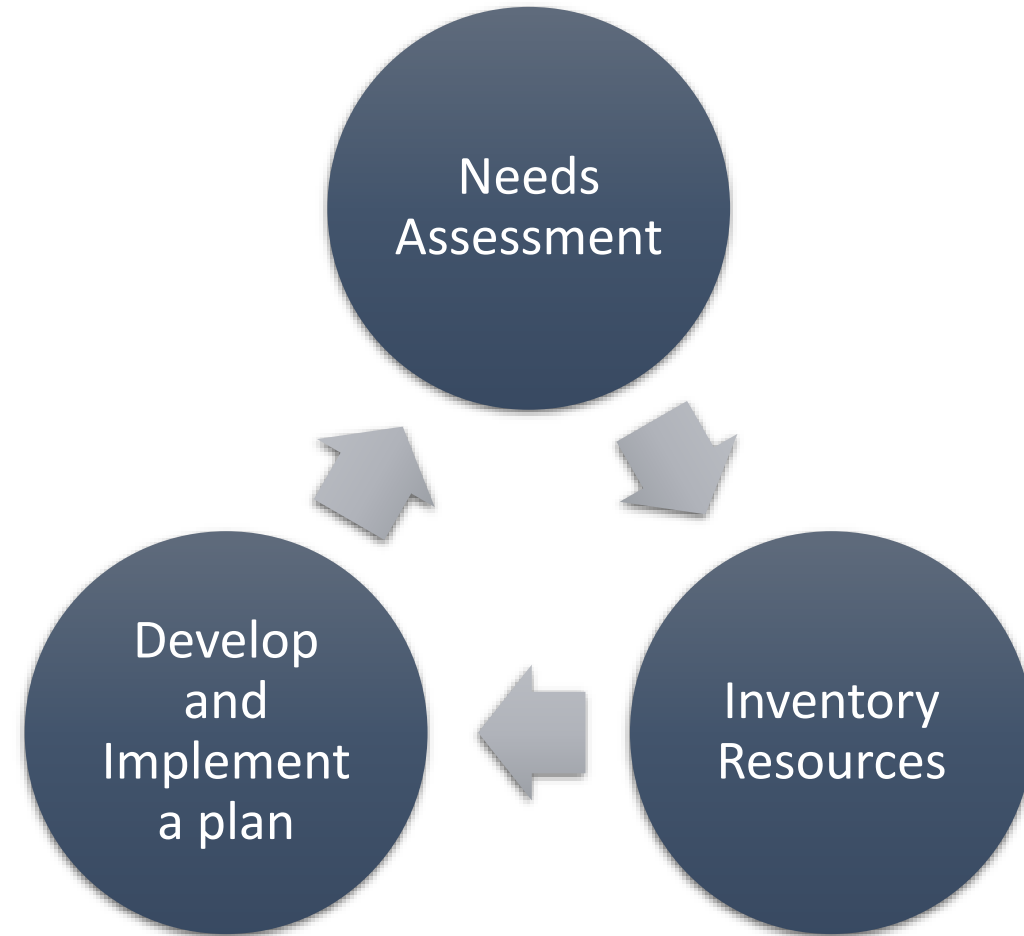 Needs
Assessment
Inventory
Resources
Develop
and
Implement
a plan